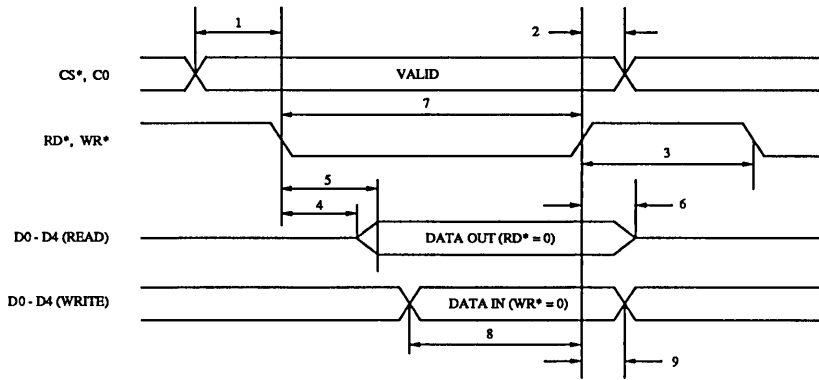 1
2
CS*, C0
VALID
7
RD*, WR*
3
5
4
6
D0 - D4 (READ)
DATA OUT (RD* = 0)
D0 - D4 (WRITE)
DATA IN (WR* = 0)
8
9